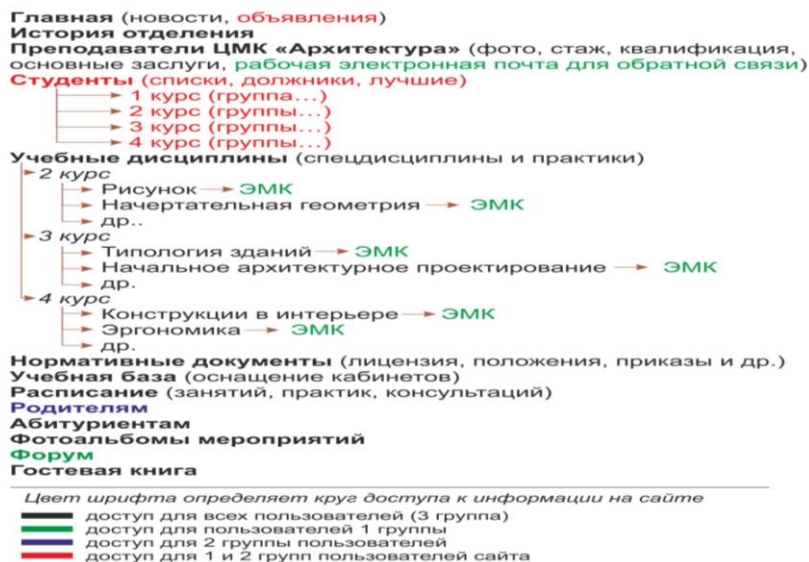 Главная (новости, объявления)
История отделения
Преподаватели ЦМК «Архитектура» (фото, стаж, квалификация,
основные заслуги, рабочая электронная почта для обратной связи)
Студенты (списки, должники, лучшие)
1 курс (группа...)
2 курс (группы...)
3 курс (группы...)
4 курс (группы...)
Учебные дисциплины (спецдисциплины и практики)
2 курс
Рисунок ЭМК
Начертательная геометрия ЭМК
др..
3 курс
Типология зданий ЭМК
Начальное архитектурное проектирование ЭМК
др.
4 курс
Конструкции в интерьере ЭМК
Эргономика ЭМК
др.
Нормативные документы (лицензия, положения, приказы и др.)
Учебная база (оснащение кабинетов)
Расписание (занятий, практик, консультаций)
Родителям
Абитуриентам
Фотоальбомы мероприятий
Форум
Гостевая книга
Цвет шрифта определяет круг доступа к информации на сайте
доступ для всех пользователей (3 группа)
доступ для пользователей 1 группы
доступ для 2 группы пользователей
доступ для 1 и 2 групп пользователей сайта